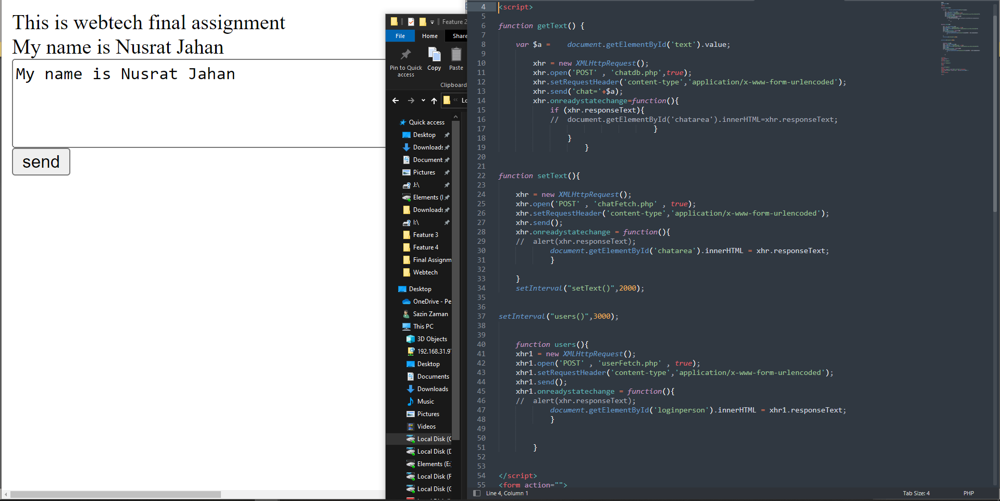 This is webtech final assignment
My name is Nusrat Jahan
My name is Nusrat Jahan
send
Feature 2
File Home Share
Pin to Quick access
Copy
Paste
Clipboard
Quick access
Desktop
Downloads
Document
Pictures
J:\
Elements (
Downloads
I:\
Feature 3
Feature 4
Final Assignm
Webtech
Desktop
OneDrive - Pe
Sazin Zaman
This PC
3D Objects
192.168.31.9
Desktop
Documents
Downloads
Music
Pictures
Videos
Local Disk (C
Local Disk (D
Elements (E:
Local Disk (F
Local Disk (G
4 <script>
5
6 function getText() {
7
8 var $a = document.getElementById('text').value;
9
10 xhr = new XMLHttpRequest();
11 xhr.open('POST' , 'chatdb.php',true);
12 xhr.setRequestHeader('content-type','application/x-www-form-urlencoded');
13 xhr.send('chat='+$a);
14 xhr.onreadystatechange=function(){
15 if (xhr.responseText){
16 // document.getElementById('chatarea').innerHTML=xhr.responseText;
17 }
18 }
19 }
20
21
22 function setText(){
23
24 xhr = new XMLHttpRequest();
25 xhr.open('POST' , 'chatFetch.php' , true);
26 xhr.setRequestHeader('content-type','application/x-www-form-urlencoded');
27 xhr.send();
28 xhr.onreadystatechange = function(){
29 // alert(xhr.responseText);
30 document.getElementById('chatarea').innerHTML = xhr.responseText;
31 }
32
33 }
34 setInterval("setText()",2000);
35
36
37 setInterval("users()",3000);
38
39
40 function users(){
41 xhr1 = new XMLHttpRequest();
42 xhr1.open('POST' , 'userFetch.php' , true);
43 xhr1.setRequestHeader('content-type','application/x-www-form-urlencoded');
44 xhr1.send();
45 xhr1.onreadystatechange = function(){
46 // alert(xhr.responseText);
47 document.getElementById('loginperson').innerHTML = xhr1.responseText;
48 }
49
50
51 }
52
53
54 </script>
55 <form action="">
Line 4, Column 1 Tab Size: 4 PHP